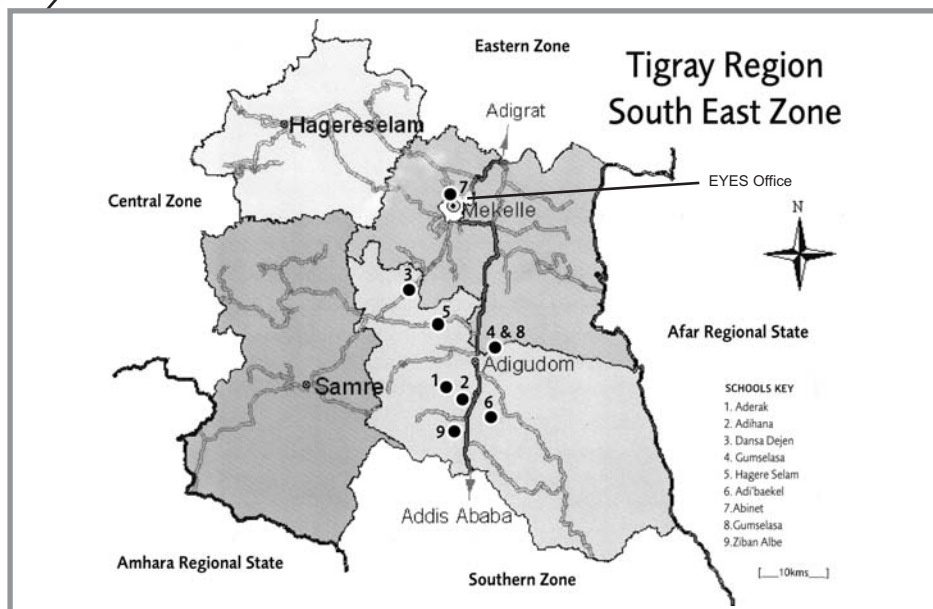 Eastern Zone
Tigray Region
South East Zone
Adigrat
Hagereselam
7
EYES Office
Central Zone
Mekelle
N
3
5
4 & 8
Afar Regional State
Adigudom
Samre
1
2
6
9
SCHOOLS KEY
1. Aderak
2. Adihana
3. Dansa Dejen
4. Gumselasa
5. Hagere Selam
6. Adi'baekel
7. Abinet
8.Gumselasa
9.Ziban Albe
Addis Ababa
Amhara Regional State
Southern Zone
[___10kms___]